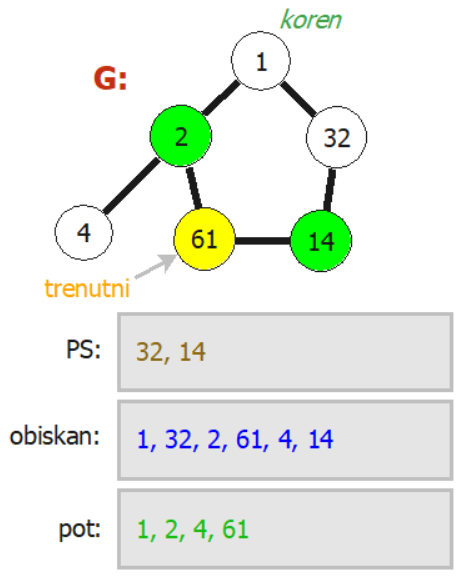 koren
G:
1
2
32
4
61
14
trenutni
PS: 32, 14
obiskan: 1, 32, 2, 61, 4, 14
pot: 1, 2, 4, 61